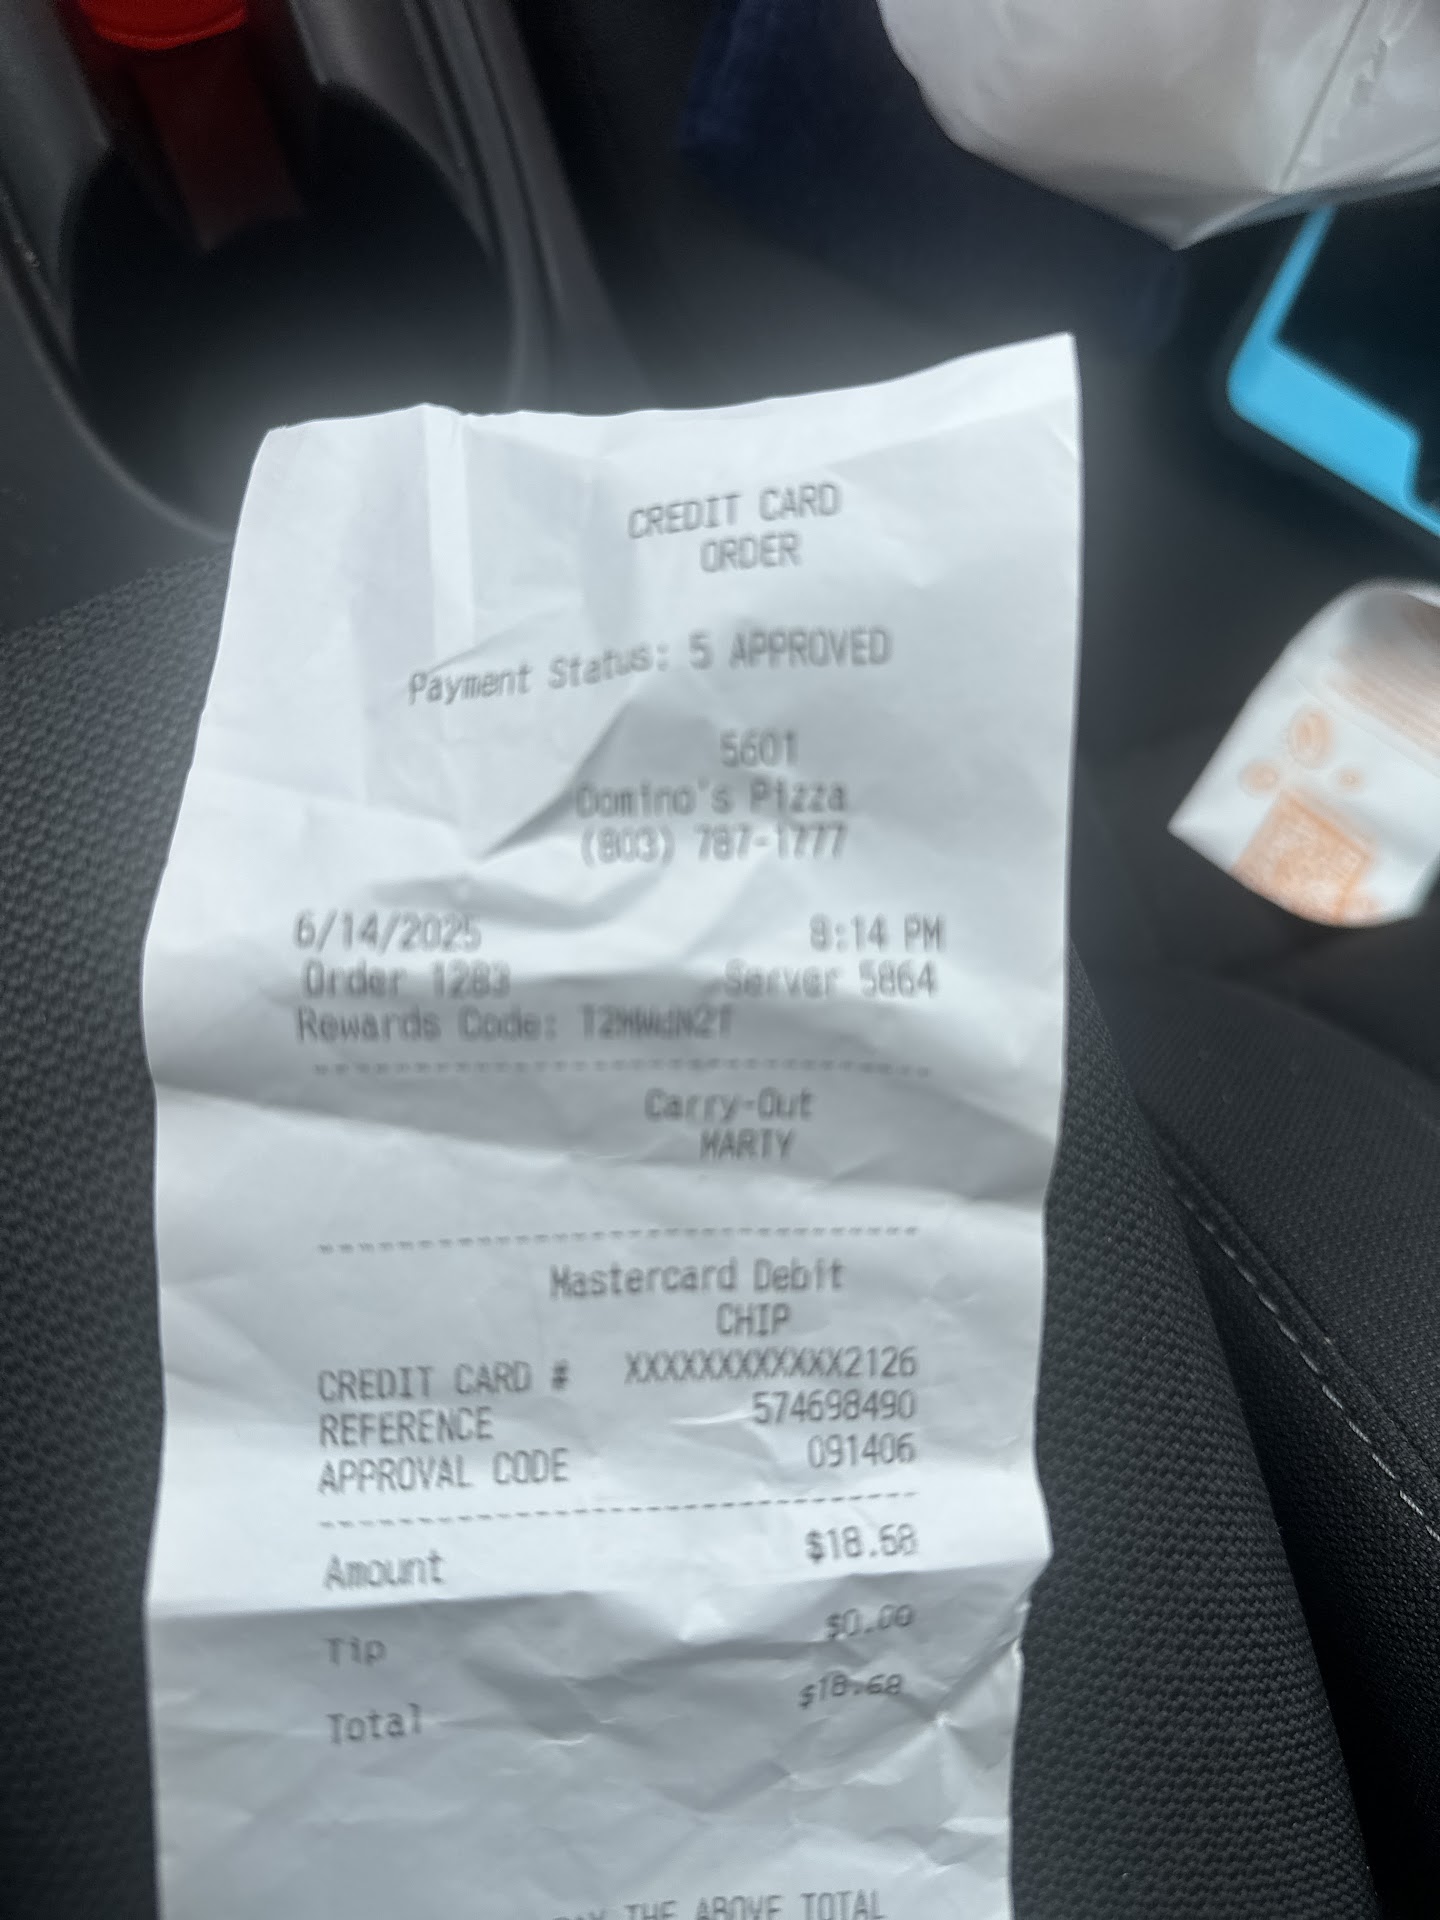 CREDIT CARD
ORDER
Payment Status: 5 APPROVED
5601
Domino's Pizza
(803) 787-1777
6/14/2025 8:14 PM
Order 1283 Server 5864
Rewards Code:
Carry-Out
MARTY
Mastercard Debit
CHIP
CREDIT CARD # XXXXXXXXXXXX2126
REFERENCE 574698490
APPROVAL CODE 091406
Amount $18.68
Tip $0.00
Total $18.68
THE ABOVE TOTAL